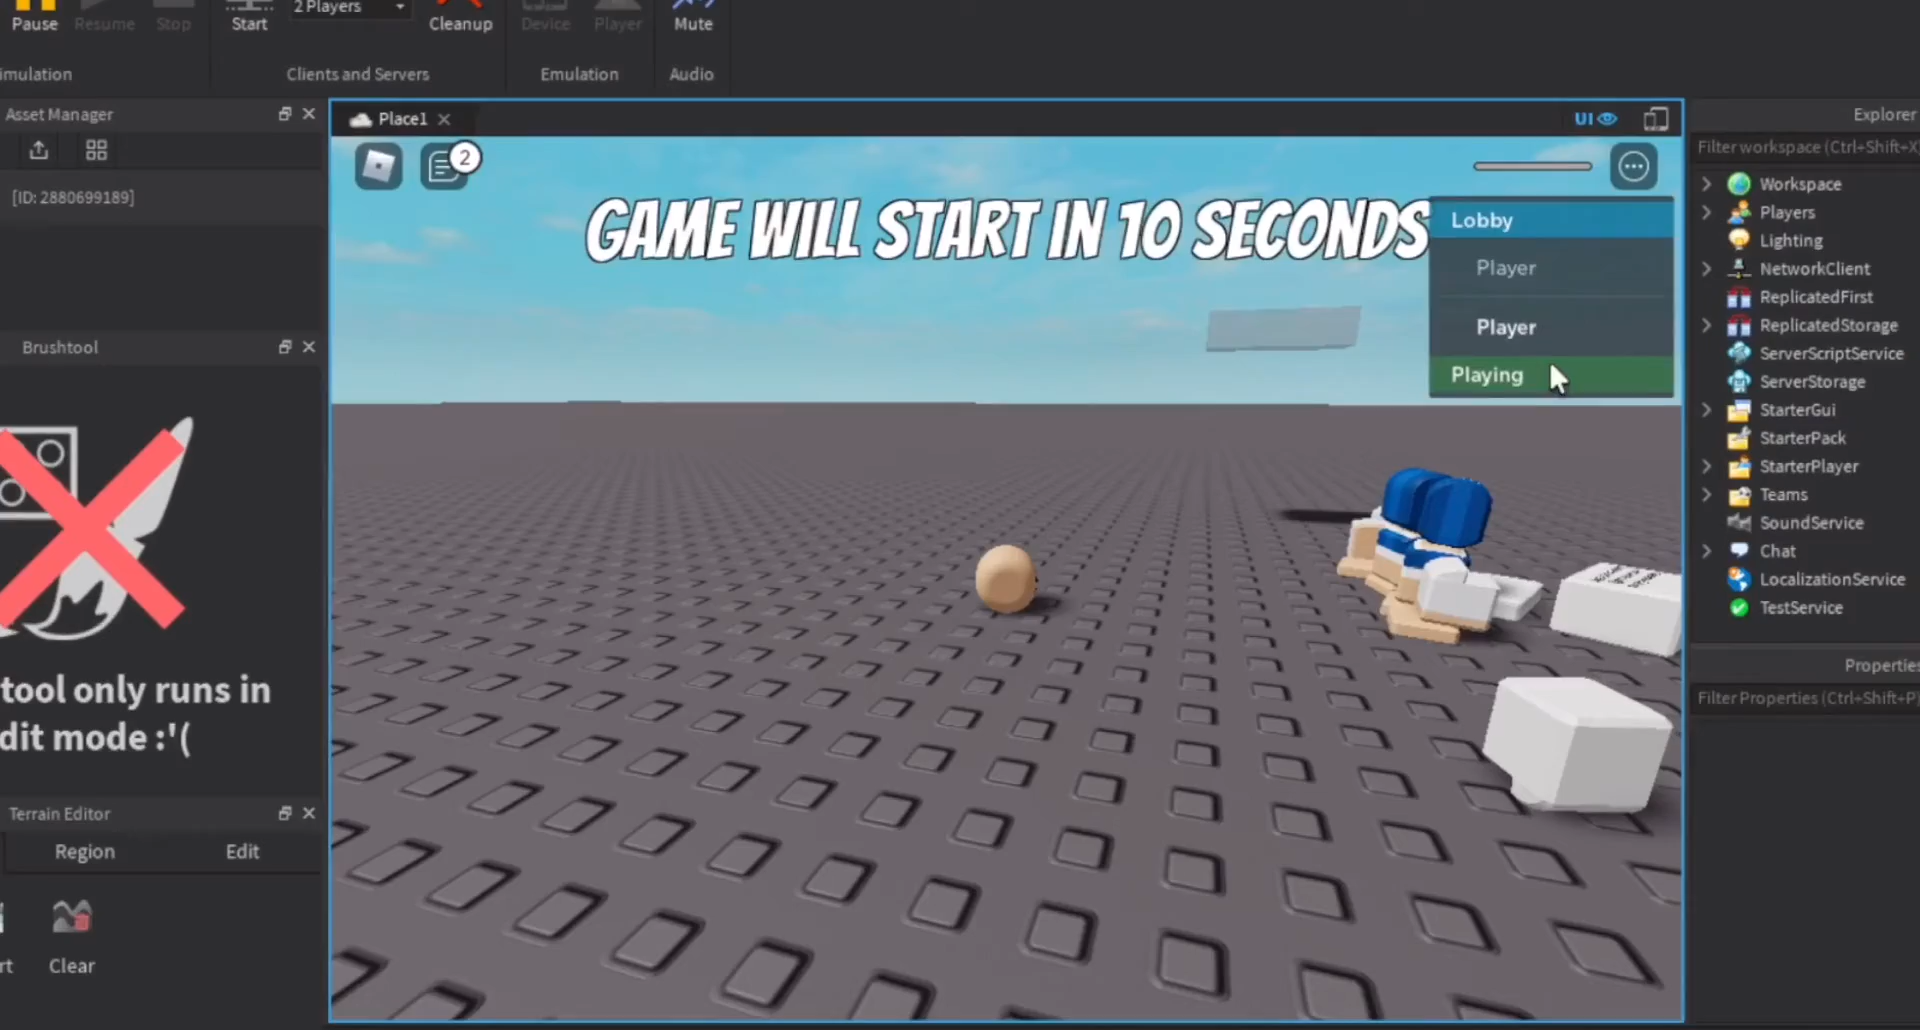 Pause Resume Stop Start 2 Players Cleanup Device Player Mute
imulation Clients and Servers Emulation Audio
Asset Manager
[ID: 2880699189]
Brushtool
tool only runs in
dit mode :'(
Terrain Editor
Region Edit
rt Clear
Place1
UI
2
GAME WILL START IN 10 SECONDS
Lobby
Player
Player
Playing
Explorer
Filter workspace (Ctrl+Shift+X
Workspace
Players
Lighting
NetworkClient
ReplicatedFirst
ReplicatedStorage
ServerScriptService
ServerStorage
StarterGui
StarterPack
StarterPlayer
Teams
SoundService
Chat
LocalizationService
TestService
Properties
Filter Properties (Ctrl+Shift+P